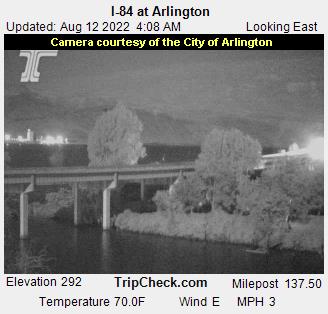 I-84 at Arlington
Updated: Aug 12 2022 4:08 AM Looking East
Camera courtesy of the City of Arlington
Elevation 292 TripCheck.com Milepost 137.50
Temperature 70.0F Wind E MPH 3